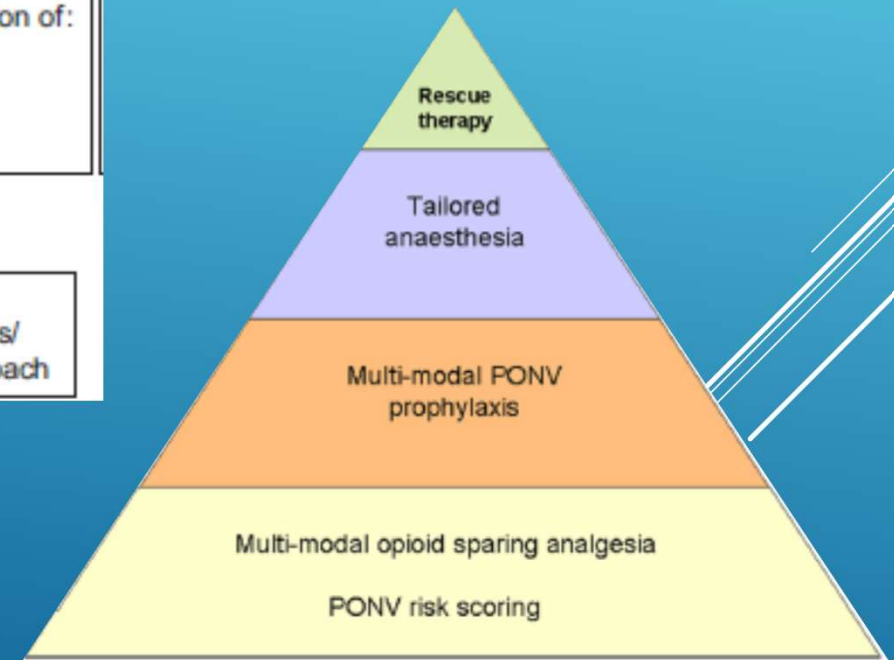 on of:
s/
oach
Rescue
therapy
Tailored
anaesthesia
Multi-modal PONV
prophylaxis
Multi-modal opioid sparing analgesia
PONV risk scoring